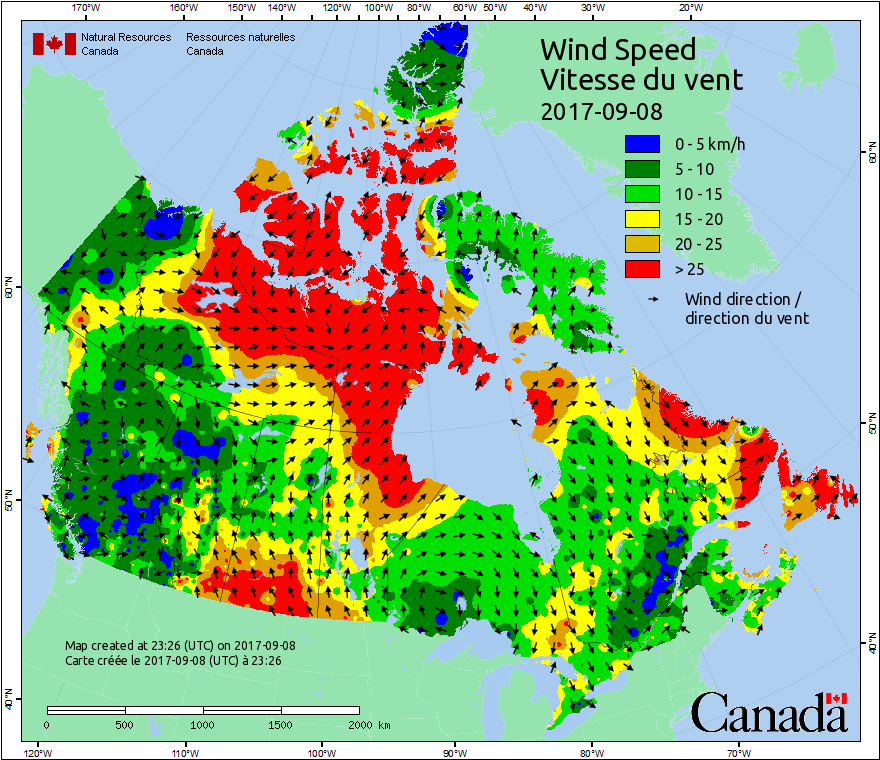 170°W 160°W 150°W 140°W 120°W 100°W 80°W 60°W 50°W 40°W 30°W 20°W
Natural Resources Canada
Ressources naturelles Canada
Wind Speed
Vitesse du vent
2017-09-08
0 - 5 km/h
5 - 10
10 - 15
15 - 20
20 - 25
> 25
Wind direction /
direction du vent
60°N
60°N
50°N
50°N
40°N
40°N
Map created at 23:26 (UTC) on 2017-09-08
Carte créée le 2017-09-08 (UTC) à 23:26
0 500 1000 1500 2000 km
Canada
120°W 110°W 100°W 90°W 80°W 70°W